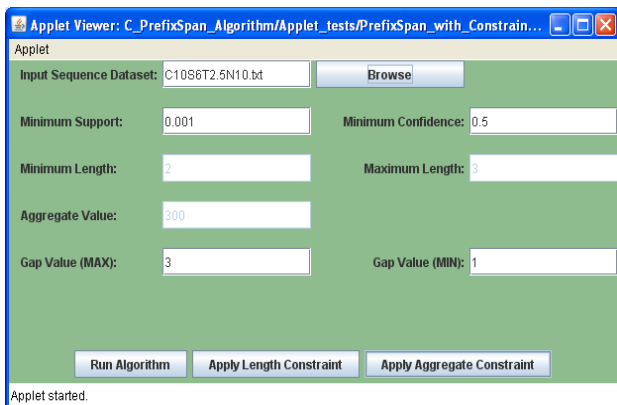 Applet Viewer: C_PrefixSpan_Algorithm/Applet_tests/PrefixSpan_with_Constrain...
Applet
Input Sequence Dataset: C10S6T2.5N10.txt Browse
Minimum Support: 0.001 Minimum Confidence: 0.5
Minimum Length: 2 Maximum Length: 3
Aggregate Value: 300
Gap Value (MAX): 3 Gap Value (MIN): 1
Run Algorithm Apply Length Constraint Apply Aggregate Constraint
Applet started.